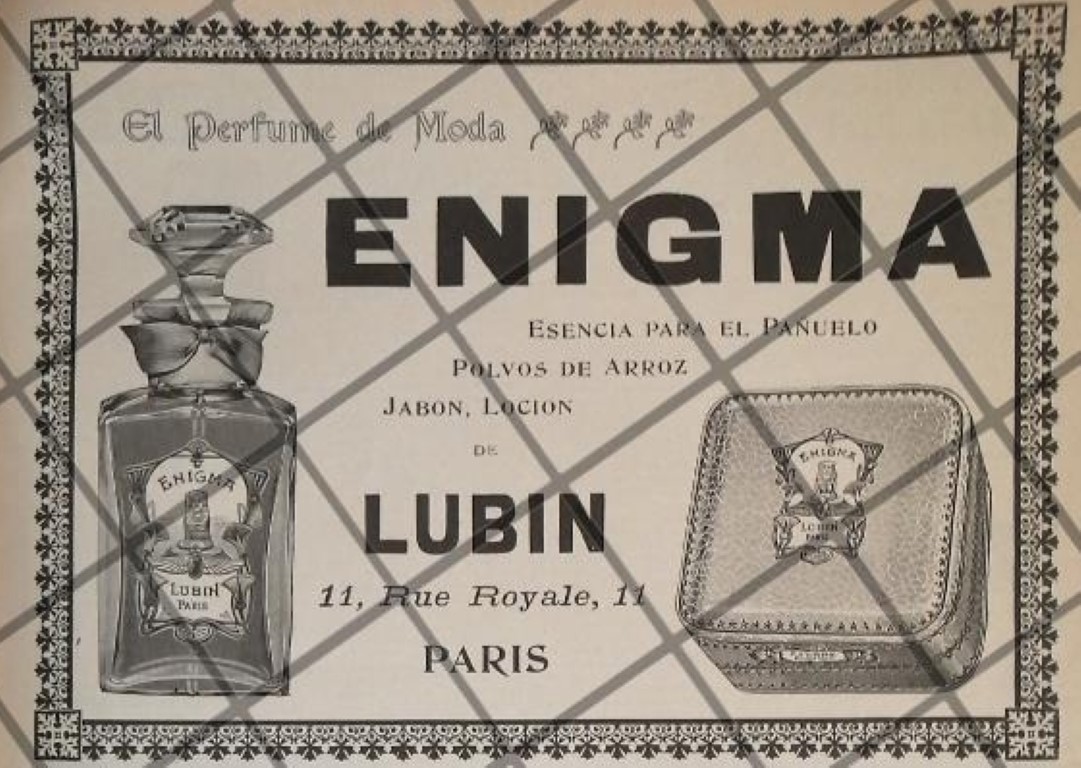 El Perfume de Moda
ENIGMA
ESENCIA PARA EL PAÑUELO
POLVOS DE ARROZ
JABON, LOCION
DE
LUBIN
11, Rue Royale, 11
PARIS
ENIGMA
LUBIN
PARIS
ENIGMA
LUBIN
PARIS